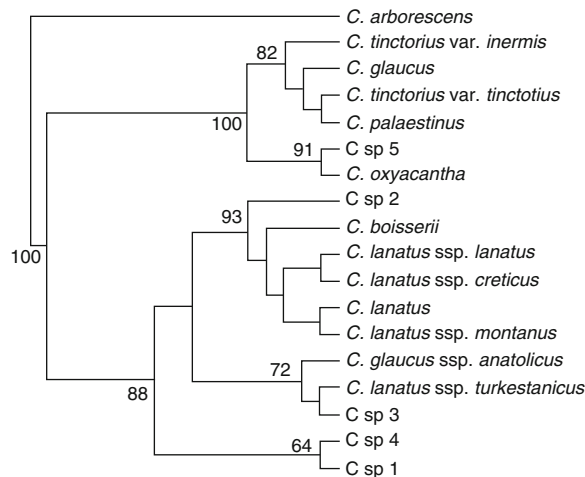 C. arborescens
C. tinctorius var. inermis
82
C. glaucus
C. tinctorius var. tinctotius
C. palaestinus
100
C sp 5
91
C. oxyacantha
C sp 2
93
C. boisserii
100
C. lanatus ssp. lanatus
C. lanatus ssp. creticus
C. lanatus
C. lanatus ssp. montanus
C. glaucus ssp. anatolicus
72
C. lanatus ssp. turkestanicus
88
C sp 3
C sp 4
64
C sp 1